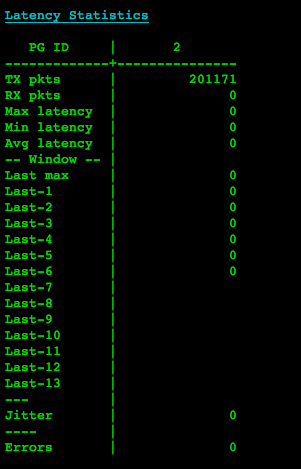 Latency Statistics
PG ID | 2
-------------+---------------
TX pkts | 201171
RX pkts | 0
Max latency | 0
Min latency | 0
Avg latency | 0
-- Window -- |
Last max | 0
Last-1 | 0
Last-2 | 0
Last-3 | 0
Last-4 | 0
Last-5 | 0
Last-6 | 0
Last-7 |
Last-8 |
Last-9 |
Last-10 |
Last-11 |
Last-12 |
Last-13 |
--- |
Jitter | 0
---- |
Errors | 0